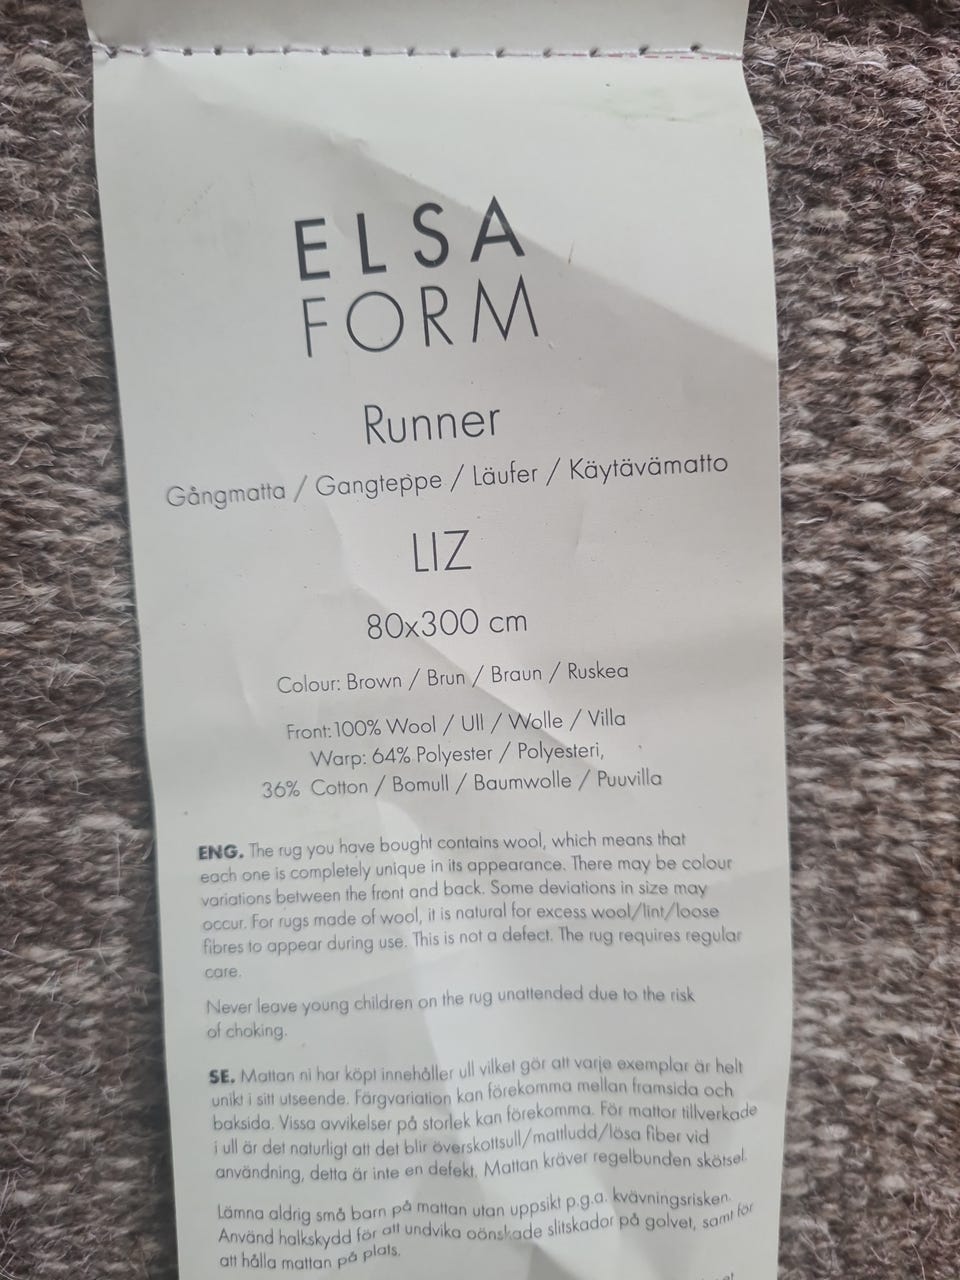 ELSA
FORM
Runner
Gångmatta / Gangteppe / Läufer / Käytävämatto
LIZ
80x300 cm
Colour: Brown / Brun / Braun / Ruskea
Front:100% Wool / Ull / Wolle / Villa
Warp: 64% Polyester / Polyesteri,
36% Cotton / Bomull / Baumwolle / Puuvilla
ENG. The rug you have bought contains wool, which means that
each one is completely unique in its appearance. There may be colour
variations between the front and back. Some deviations in size may
occur. For rugs made of wool, it is natural for excess wool/lint/loose
fibres to appear during use. This is not a defect. The rug requires regular
care.
Never leave young children on the rug unattended due to the risk
of choking.
SE. Mattan ni har köpt innehåller ull vilket gör att varje exemplar är helt
unikt i sitt utseende. Färgvariation kan förekomma mellan framsida och
baksida. Vissa avvikelser på storlek kan förekomma. För mattor tillverkade
i ull är det naturligt att det blir överskottsull/mattludd/lösa fiber vid
användning, detta är inte en defekt. Mattan kräver regelbunden skötsel.
Lämna aldrig små barn på mattan utan uppsikt p.g.a. kvävningsrisken.
Använd halkskydd för att undvika oönskade slitskador på golvet, samt för
att hålla mattan på plats.